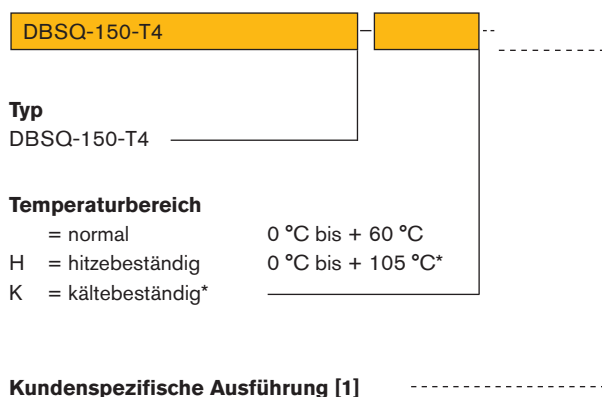 DBSQ-150-T4
Typ
DBSQ-150-T4
Temperaturbereich
= normal 0 °C bis + 60 °C
H = hitzebeständig 0 °C bis + 105 °C*
K = kältebeständig*
Kundenspezifische Ausführung [1]